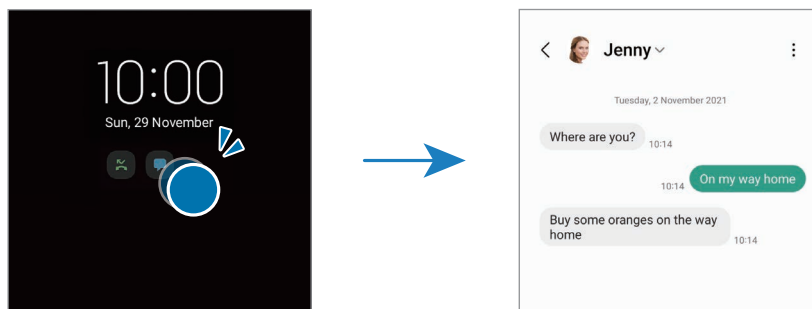 10:00
Sun, 29 November
Jenny
Tuesday, 2 November 2021
Where are you?
10:14
10:14
On my way home
Buy some oranges on the way
home
10:14